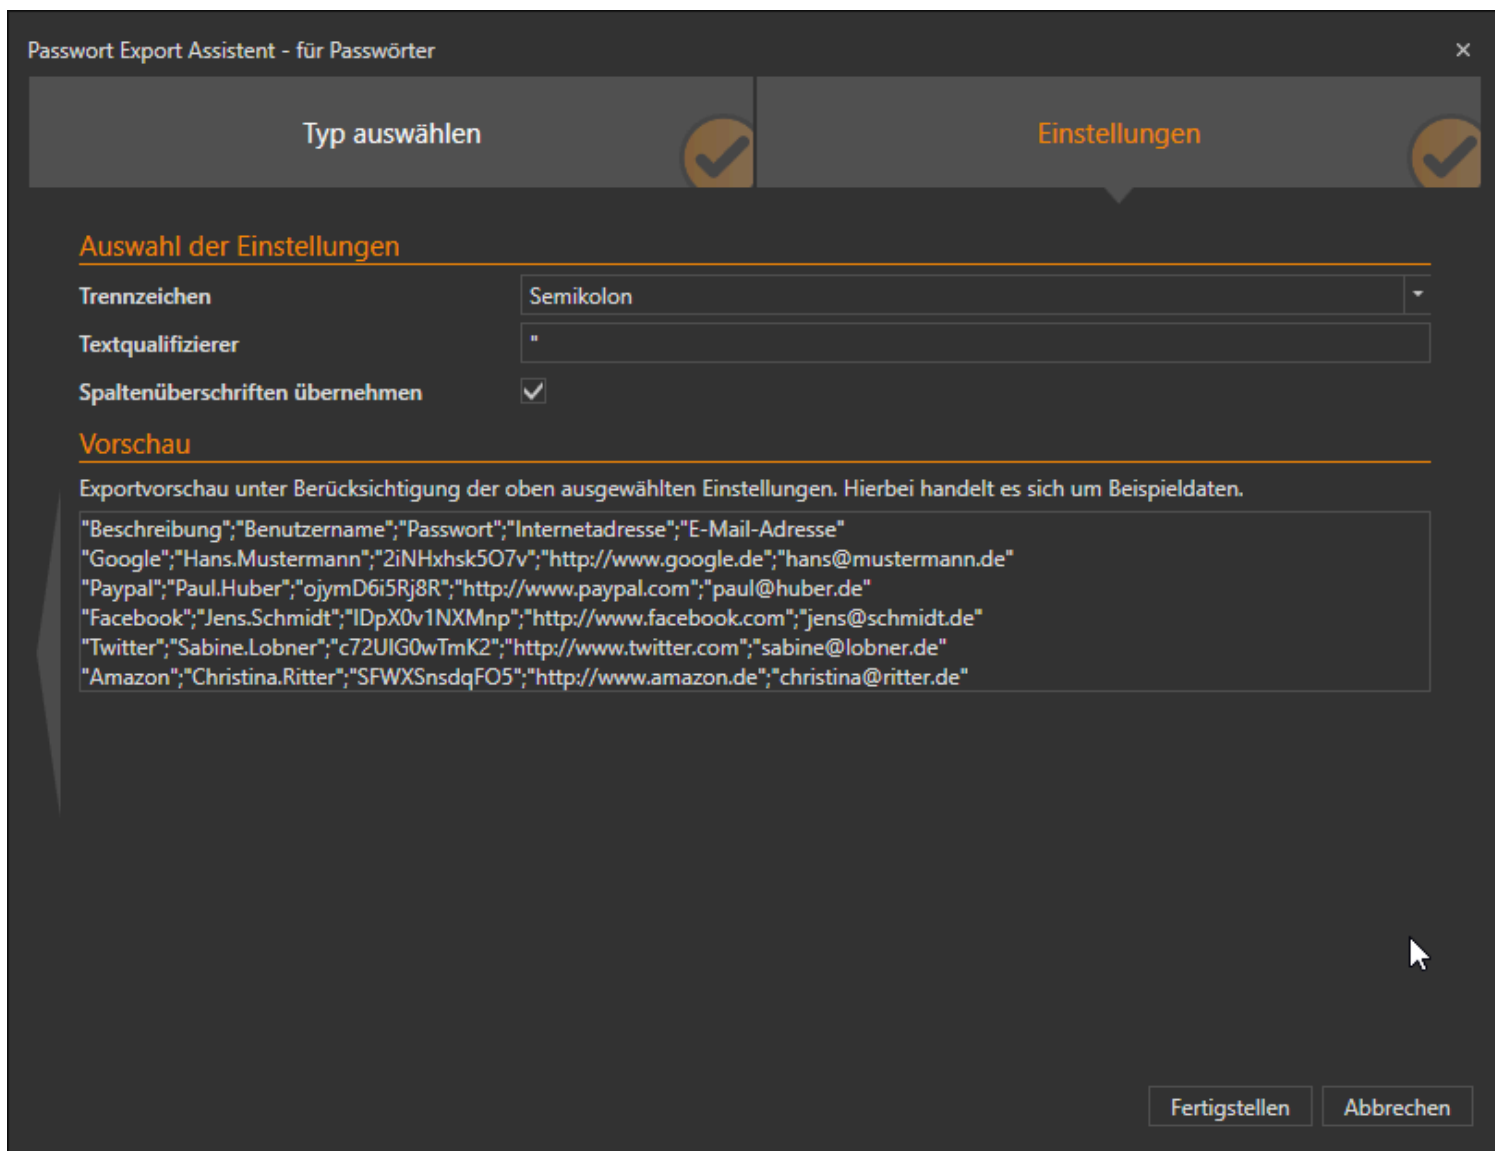 Passwort Export Assistent - für Passwörter
Typ auswählen
Einstellungen
Auswahl der Einstellungen
Trennzeichen
Semikolon
Textqualifizierer
"
Spaltenüberschriften übernehmen
Vorschau
Exportvorschau unter Berücksichtigung der oben ausgewählten Einstellungen. Hierbei handelt es sich um Beispieldaten.
"Beschreibung";"Benutzername";"Passwort";"Internetadresse";"E-Mail-Adresse"
"Google";"Hans.Mustermann";"2iNHxhsk5O7v";"http://www.google.de";"hans@mustermann.de"
"Paypal";"Paul.Huber";"ojymD6i5Rj8R";"http://www.paypal.com";"paul@huber.de"
"Facebook";"Jens.Schmidt";"IDpX0v1NXMnp";"http://www.facebook.com";"jens@schmidt.de"
"Twitter";"Sabine.Lobner";"c72UIG0wTmK2";"http://www.twitter.com";"sabine@lobner.de"
"Amazon";"Christina.Ritter";"SFWXSnsdqFO5";"http://www.amazon.de";"christina@ritter.de"
Fertigstellen
Abbrechen